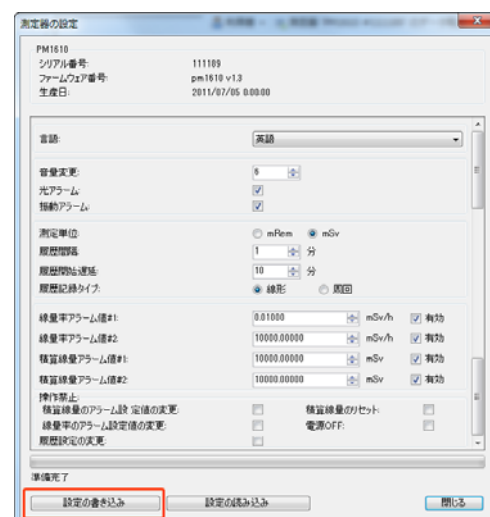 測定器の設定
PM1610
シリアル番号: 111109
ファームウェア番号: pm1610 v1.3
生産日: 2011/07/05 0:00:00
言語: 英語
音量変更: 6
光アラーム:
振動アラーム:
測定単位: mRem mSv
履歴間隔: 1 分
履歴開始遅延: 10 分
履歴記録タイプ: 線形 周回
線量率アラーム値#1: 0.01000 mSv/h 有効
線量率アラーム値#2: 10000.00000 mSv/h 有効
積算線量アラーム値#1: 10000.00000 mSv 有効
積算線量アラーム値#2: 10000.00000 mSv 有効
操作禁止:
積算線量のアラーム設 定値の変更: 積算線量のリセット:
線量率のアラーム設定値の変更: 電源OFF:
履歴設定の変更:
準備完了
設定の書き込み 設定の読み込み 閉じる